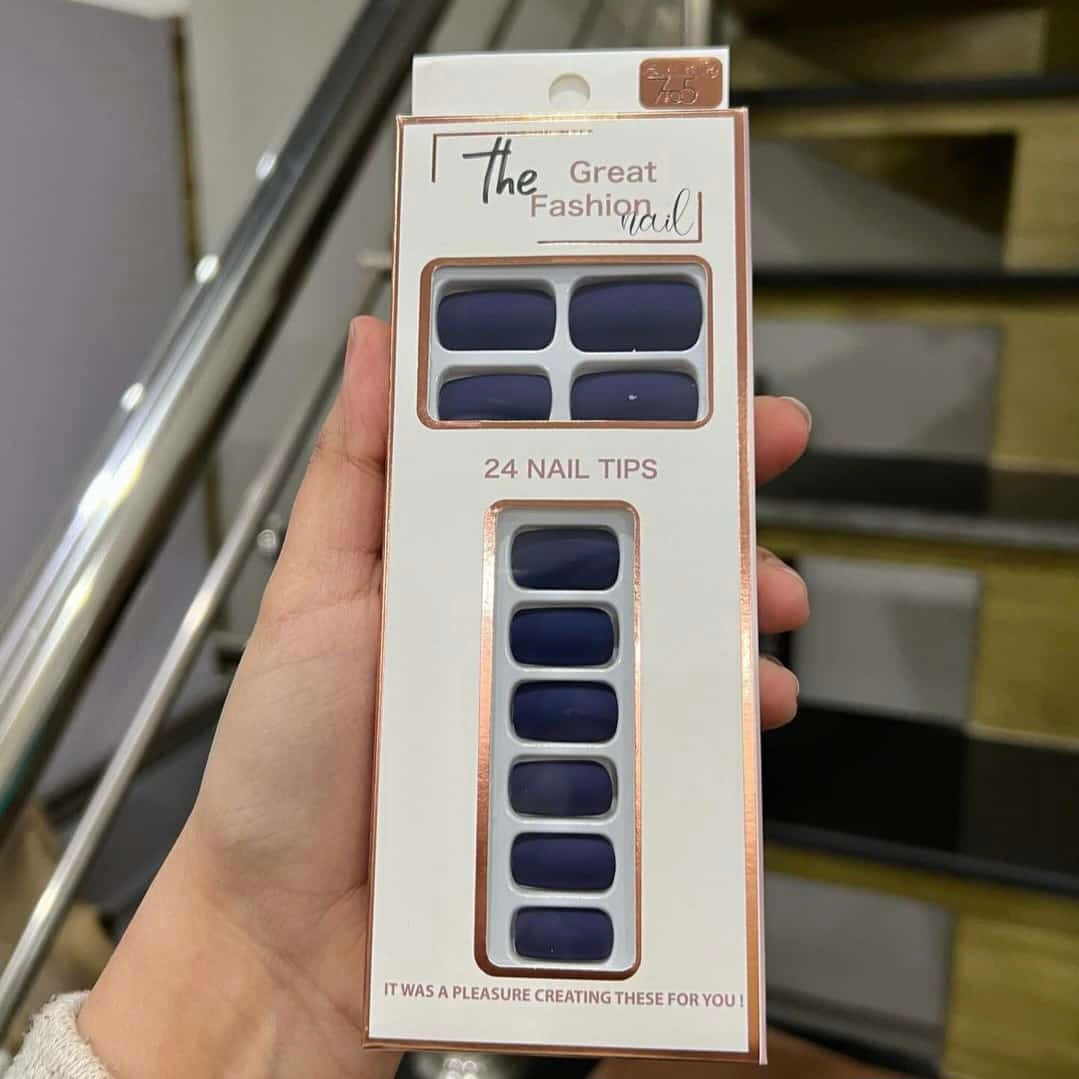 The Great
Fashion nail
24 NAIL TIPS
IT WAS A PLEASURE CREATING THESE FOR YOU !